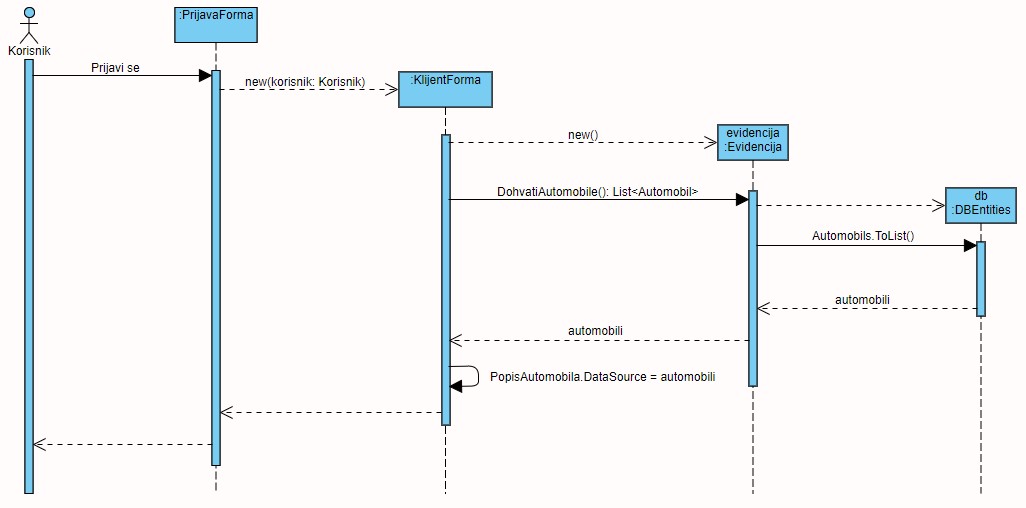 :PrijavaForma
Korisnik
Prijavi se
new(korisnik: Korisnik)
:KlijentForma
new()
evidencija
:Evidencija
DohvatiAutomobile(): List<Automobil>
db
:DBEntities
Automobils.ToList()
automobili
automobili
PopisAutomobila.DataSource = automobili